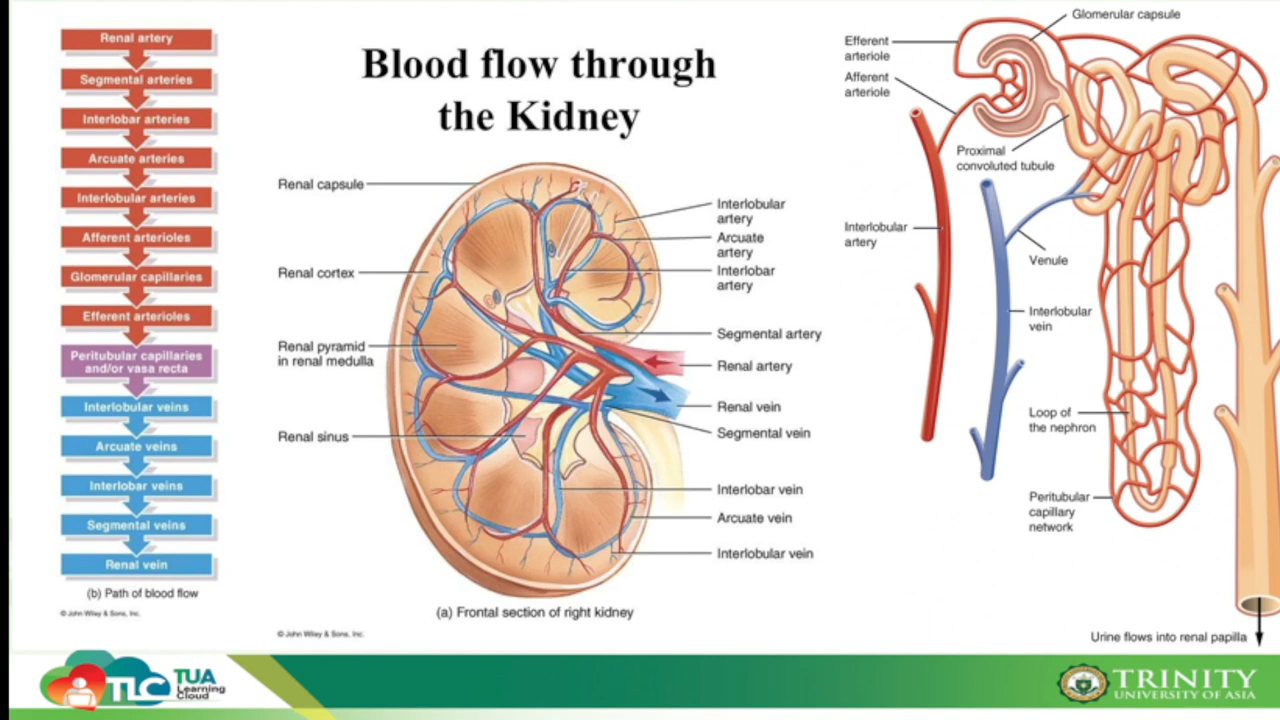 Blood flow through
the Kidney
Renal artery
Segmental arteries
Interlobar arteries
Arcuate arteries
Interlobular arteries
Afferent arterioles
Glomerular capillaries
Efferent arterioles
Peritubular capillaries
and/or vasa recta
Interlobular veins
Arcuate veins
Interlobar veins
Segmental veins
Renal vein
(b) Path of blood flow
© John Wiley & Sons, Inc.
Renal capsule
Renal cortex
Renal pyramid
in renal medulla
Renal sinus
Interlobular
artery
Arcuate
artery
Interlobar
artery
Segmental artery
Renal artery
Renal vein
Segmental vein
Interlobar vein
Arcuate vein
Interlobular vein
(a) Frontal section of right kidney
© John Wiley & Sons, Inc.
Glomerular capsule
Efferent
arteriole
Afferent
arteriole
Proximal
convoluted tubule
Interlobular
artery
Venule
Interlobular
vein
Loop of
the nephron
Peritubular
capillary
network
Urine flows into renal papilla
TLC
TUA
Learning
Cloud
TRINITY
UNIVERSITY OF ASIA